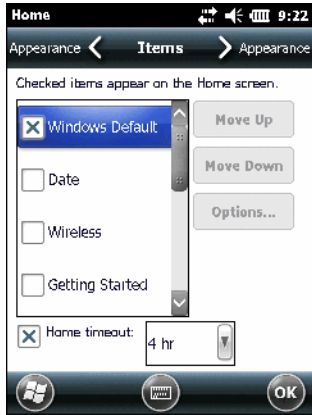 Home 9:22
Appearance Items Appearance
Checked items appear on the Home screen.
Windows Default
Date
Wireless
Getting Started
Move Up
Move Down
Options...
Home timeout: 4 hr
OK